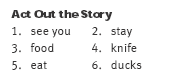 Act Out the Story
1. see you 2. stay
3. food 4. knife
5. eat 6. ducks